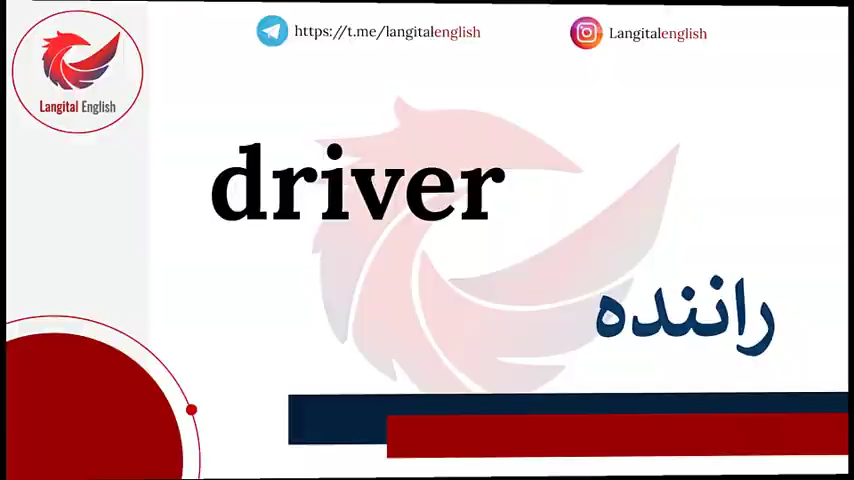 https://t.me/langitalenglish
Langitalenglish
Langital English
driver
راننده